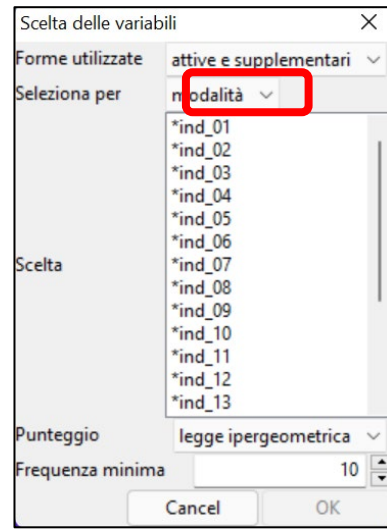 Scelta delle variabili
Forme utilizzate attive e supplementari
Seleziona per modalità
*ind_01
*ind_02
*ind_03
*ind_04
*ind_05
*ind_06
Scelta *ind_07
*ind_08
*ind_09
*ind_10
*ind_11
*ind_12
*ind_13
Punteggio legge ipergeometrica
Frequenza minima 10
Cancel OK